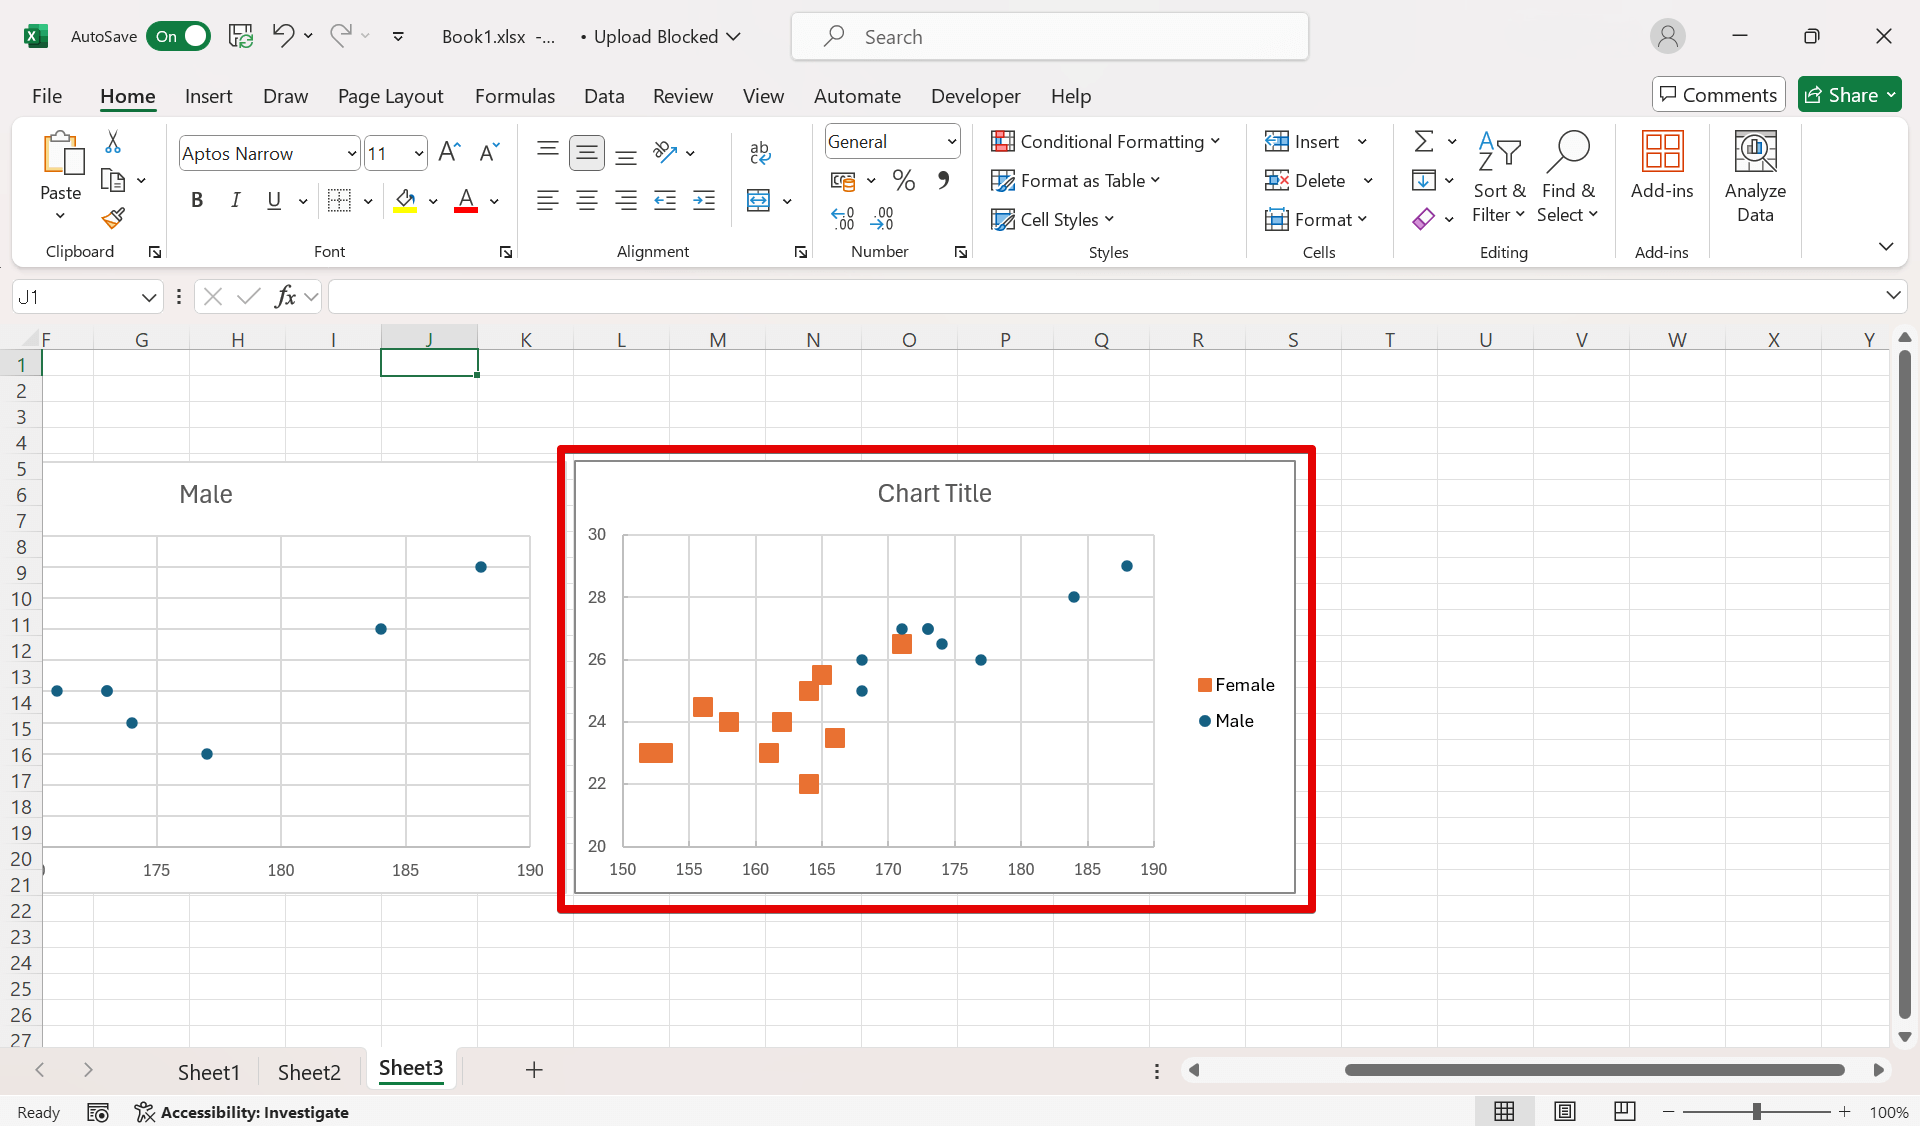 AutoSave On Book1.xlsx -... • Upload Blocked Search
File Home Insert Draw Page Layout Formulas Data Review View Automate Developer Help Comments Share
Paste
Clipboard
Aptos Narrow 11
B I U A
Font
ab
Alignment
General
% 
Number
Conditional Formatting
Format as Table
Cell Styles
Styles
Insert
Delete
Format
Cells
Sort & Filter
Find & Select
Editing
Add-ins
Add-ins
Analyze Data
J1 fx
F G H I J K L M N O P Q R S T U V W X Y
1
2
3
4
5
6
7
8
9
10
11
12
13
14
15
16
17
18
19
20
21
22
23
24
25
26
27
Male
175 180 185 190
Chart Title
30
28
26
24
22
20
150 155 160 165 170 175 180 185 190
Female
Male
Sheet1 Sheet2 Sheet3
Ready Accessibility: Investigate 100%